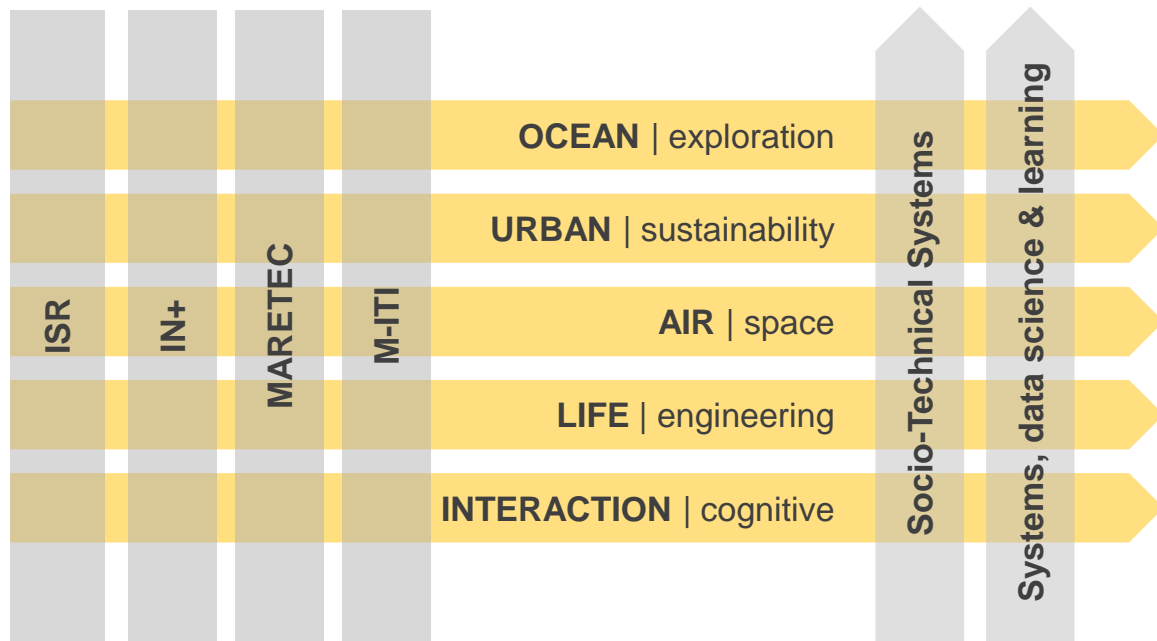 ISR
IN+
MARETEC
M-ITI
OCEAN | exploration
URBAN | sustainability
AIR | space
LIFE | engineering
INTERACTION | cognitive
Socio-Technical Systems
Systems, data science & learning